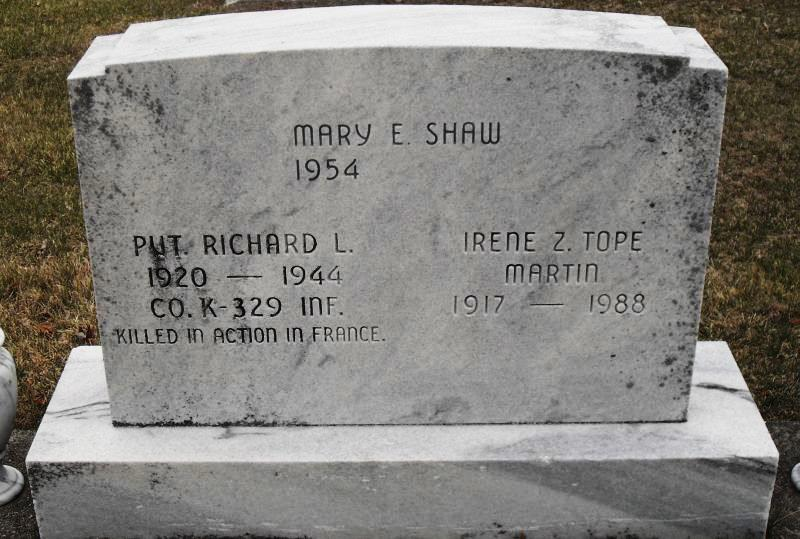 MARY E. SHAW
1954
PVT. RICHARD L.
1920 — 1944
CO. K-329 INF.
KILLED IN ACTION IN FRANCE.
IRENE Z. TOPE
MARTIN
1917 — 1988